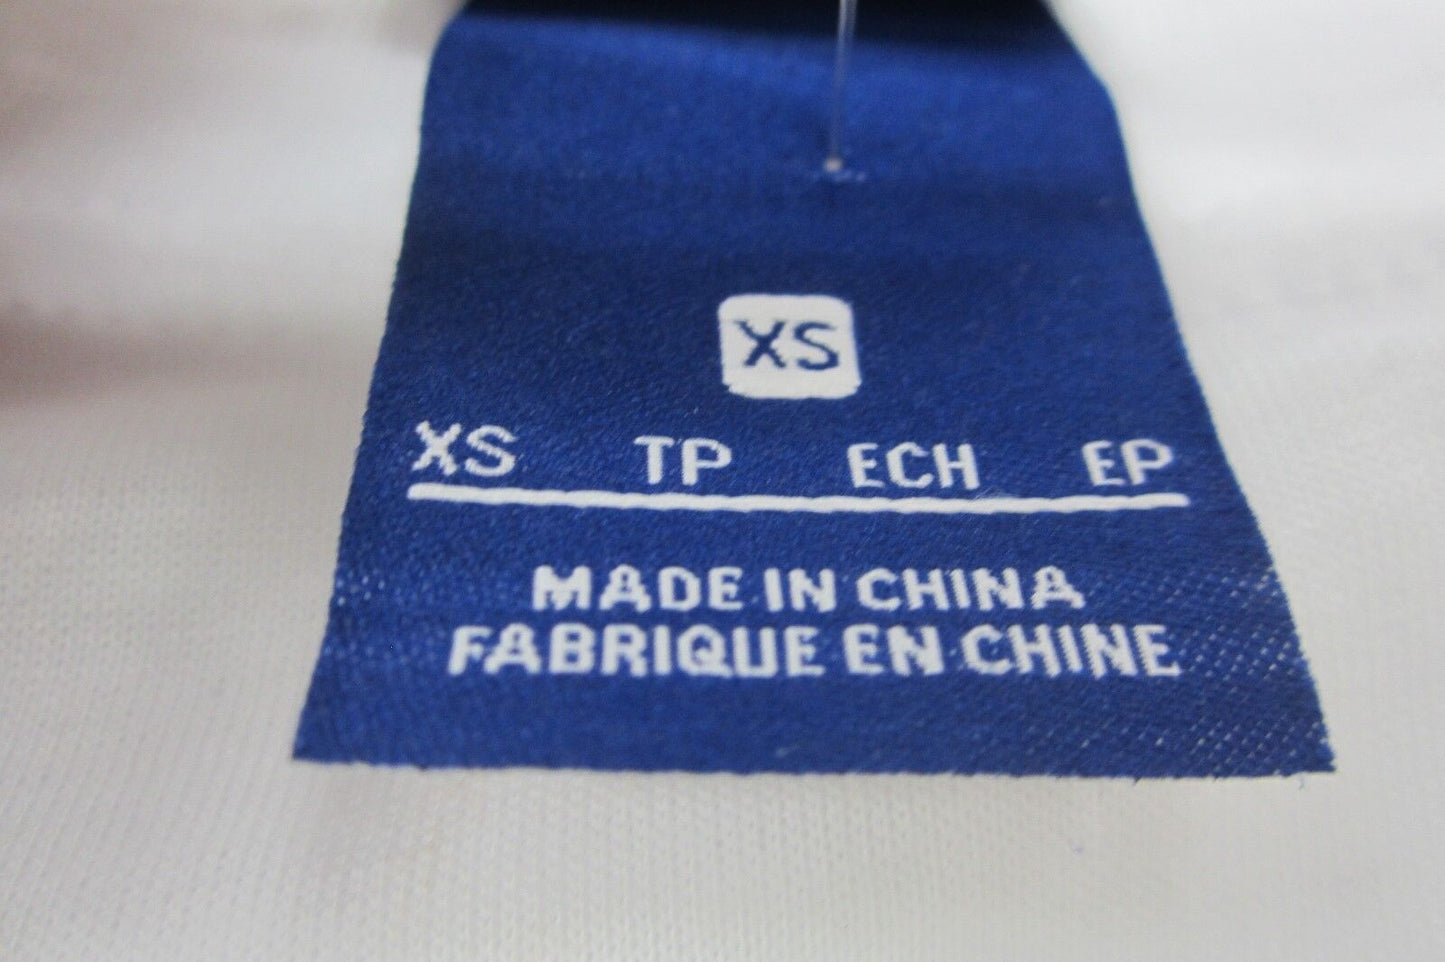 XS
XS TP ECH EP
MADE IN CHINA
FABRIQUE EN CHINE